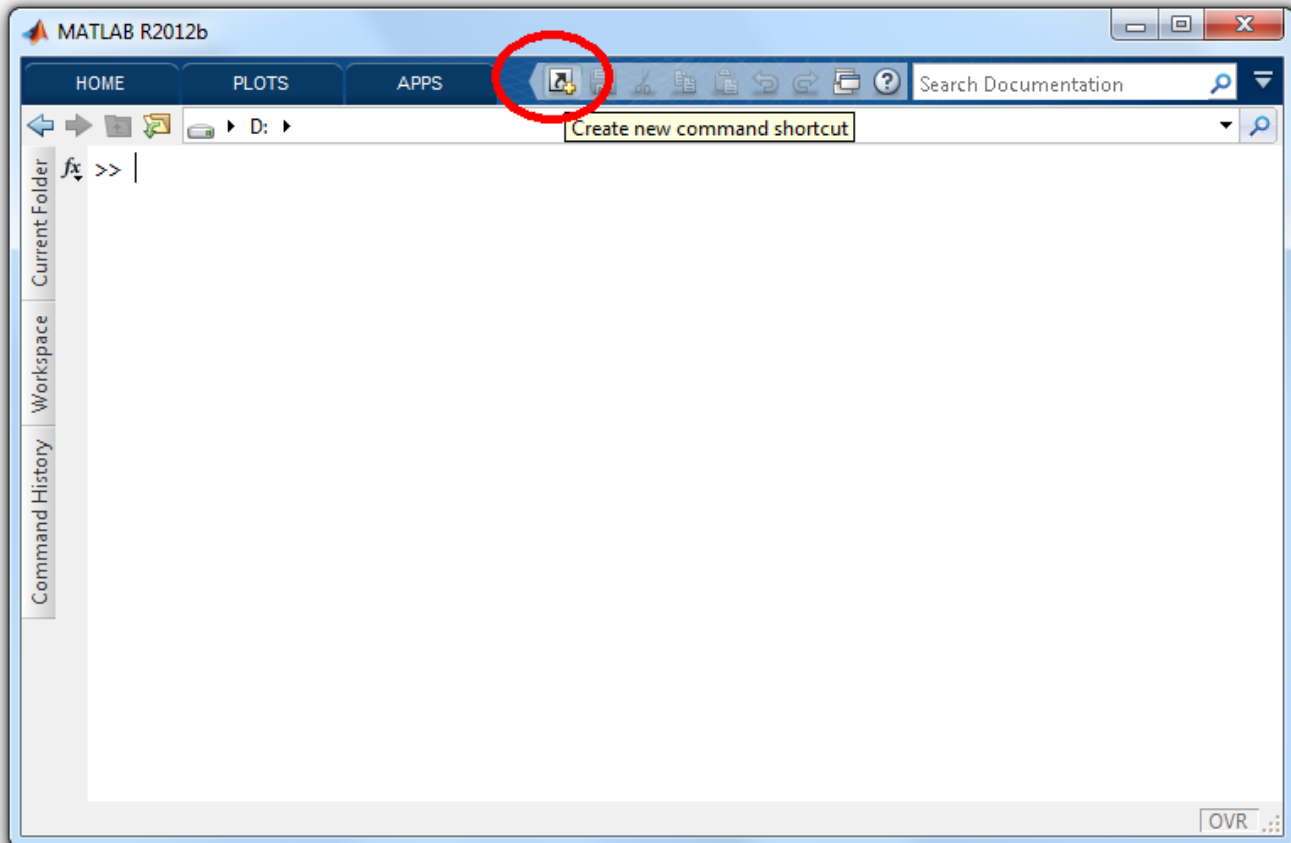 MATLAB R2012b
HOME PLOTS APPS Search Documentation
D:
Create new command shortcut
fx >>
Current Folder
Workspace
Command History
OVR